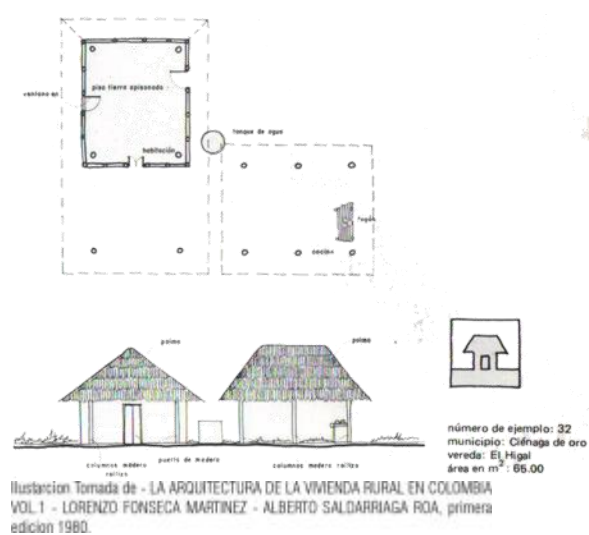 ventana en
piso tierra apisonada
habitación
tanque de agua
fogón
cocina
palma
palma
columnas madera
rolliza
puerta de madera
columnas madera rolliza
número de ejemplo: 32
municipio: Ciénaga de oro
vereda: El Higal
área en m²: 65.00
Ilustarcion Tomada de - LA ARQUITECTURA DE LA VIVIENDA RURAL EN COLOMBIA
VOL.1 - LORENZO FONSECA MARTINEZ - ALBERTO SALDARRIAGA ROA, primera
edicion 1980.